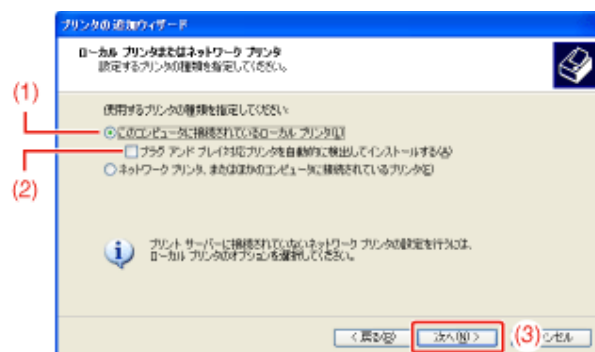 プリンタの追加ウィザード
ローカル プリンタまたはネットワーク プリンタ
設定するプリンタの種類を指定してください。
使用するプリンタの種類を指定してください:
(1)
このコンピュータに接続されているローカル プリンタ(L)
プラグ アンド プレイ対応プリンタを自動的に検出してインストールする(A)
(2)
ネットワーク プリンタ、またはほかのコンピュータに接続されているプリンタ(E)
プリント サーバーに接続されていないネットワーク プリンタの設定を行うには、
ローカル プリンタのオプションを選択してください。
< 戻る(B) 次へ(N) > (3) ンセル